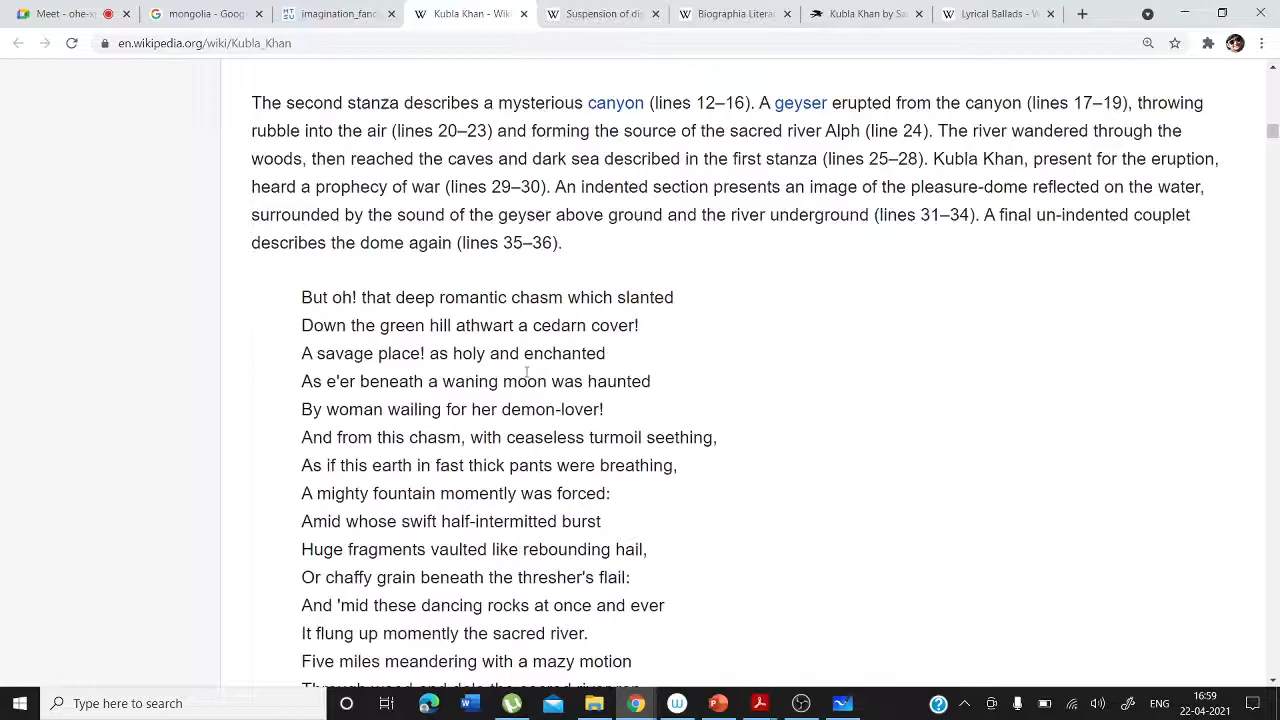 Meet - ohe-x
mongolia - Goog
imagination_fanc
Kubla Khan - Wiki
Suspension of dis
Biographia Literar
Kubla Khan by Sa
Lyrical Ballads - W
en.wikipedia.org/wiki/Kubla_Khan
The second stanza describes a mysterious canyon (lines 12–16). A geyser erupted from the canyon (lines 17–19), throwing
rubble into the air (lines 20–23) and forming the source of the sacred river Alph (line 24). The river wandered through the
woods, then reached the caves and dark sea described in the first stanza (lines 25–28). Kubla Khan, present for the eruption,
heard a prophecy of war (lines 29–30). An indented section presents an image of the pleasure-dome reflected on the water,
surrounded by the sound of the geyser above ground and the river underground (lines 31–34). A final un-indented couplet
describes the dome again (lines 35–36).
But oh! that deep romantic chasm which slanted
Down the green hill athwart a cedarn cover!
A savage place! as holy and enchanted
As e'er beneath a waning moon was haunted
By woman wailing for her demon-lover!
And from this chasm, with ceaseless turmoil seething,
As if this earth in fast thick pants were breathing,
A mighty fountain momently was forced:
Amid whose swift half-intermitted burst
Huge fragments vaulted like rebounding hail,
Or chaffy grain beneath the thresher's flail:
And 'mid these dancing rocks at once and ever
It flung up momently the sacred river.
Five miles meandering with a mazy motion
Type here to search
ENG
16:59
22-04-2021